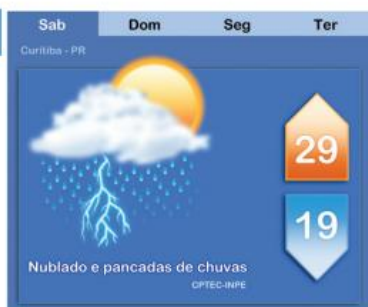 Sab Dom Seg Ter
Curitiba - PR
29
19
Nublado e pancadas de chuvas
CPTEC-INPE